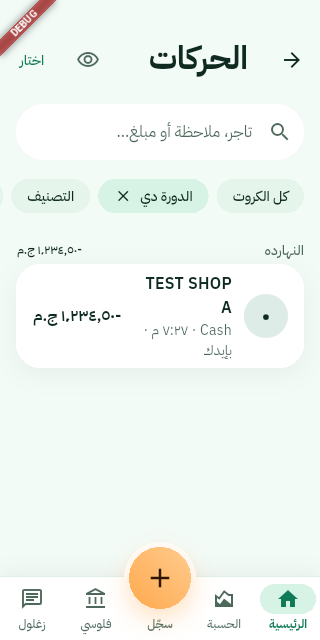 DEBUG
الحركات
اختار
تاجر، ملاحظة أو مبلغ...
كل الكروت
الدورة دي
التصنيف
النهارده
-١٬٢٣٤٫٥٠ ج.م
TEST SHOP
A
Cash · ٧:٢٧ م ·
بإيدك
-١٬٢٣٤٫٥٠ ج.م
الرئيسية
الحسبة
سجّل
فلوسي
زغلول